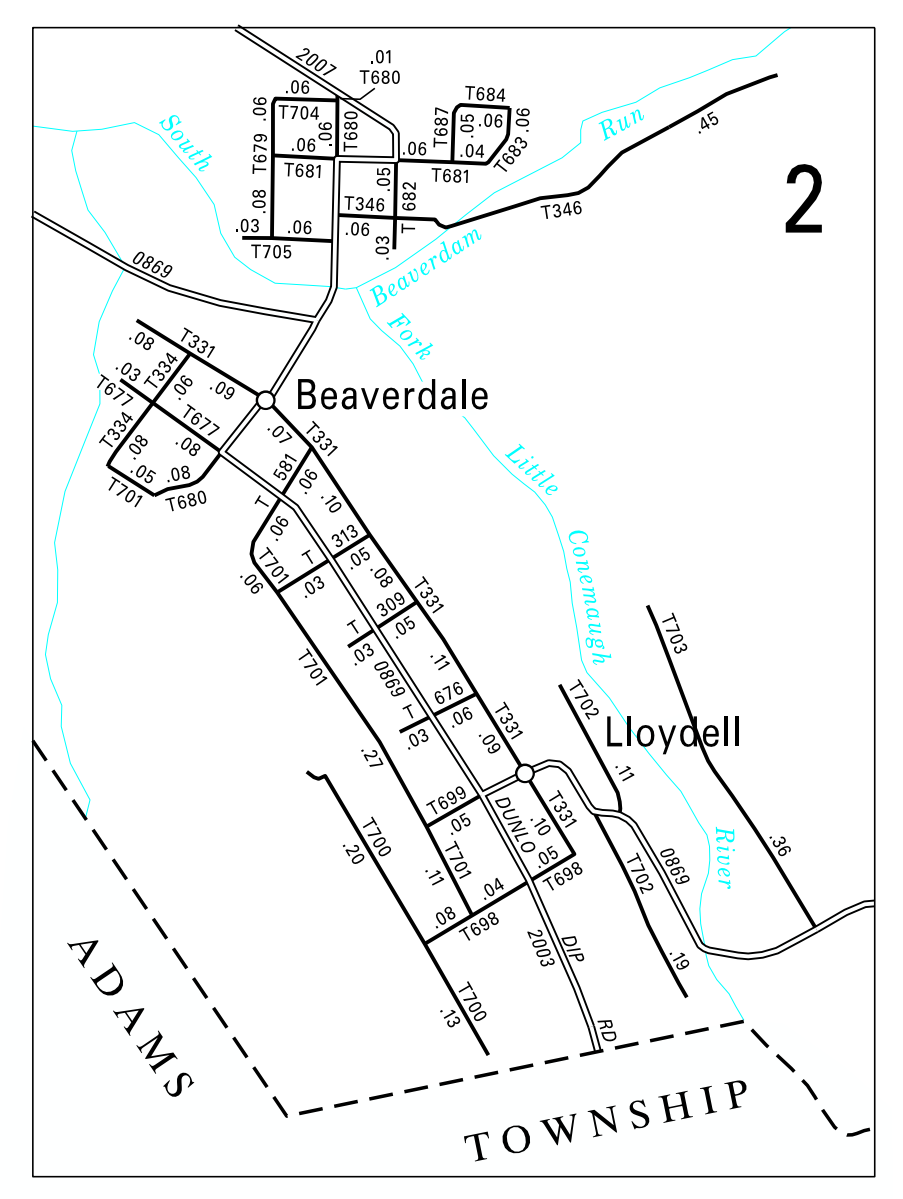 2007
.01
T680
.06
.06
T704
.06
T680
T679
.06
T681
.08
.03
.06
T705
T684
T687
.05
.06
.06
T683
.04
.06
T681
.05
T 682
T346
.06
.03
T346
.45
2
South
Run
Beaverdam
Fork
Little
Conemaugh
River
0869
.08
T331
.03
T334
.06
.09
T677
T677
T334
.08
.08
.05
.08
T701
T680
Beaverdale
.07
T331
T 581
.06
.10
.06
T 313
.05
T701
.03
.06
.08
T331
T 309
.05
.03
0869
T701
.11
T 676
.06
.03
T331
.09
T702
Lloydell
T703
.11
.36
.27
T699
.05
DUNLO
T331
.10
.05
T698
T700
.20
T701
.11
.04
.08
T698
T702
0869
.19
DIP
2003
RD
T700
.13
ADAMS
TOWNSHIP